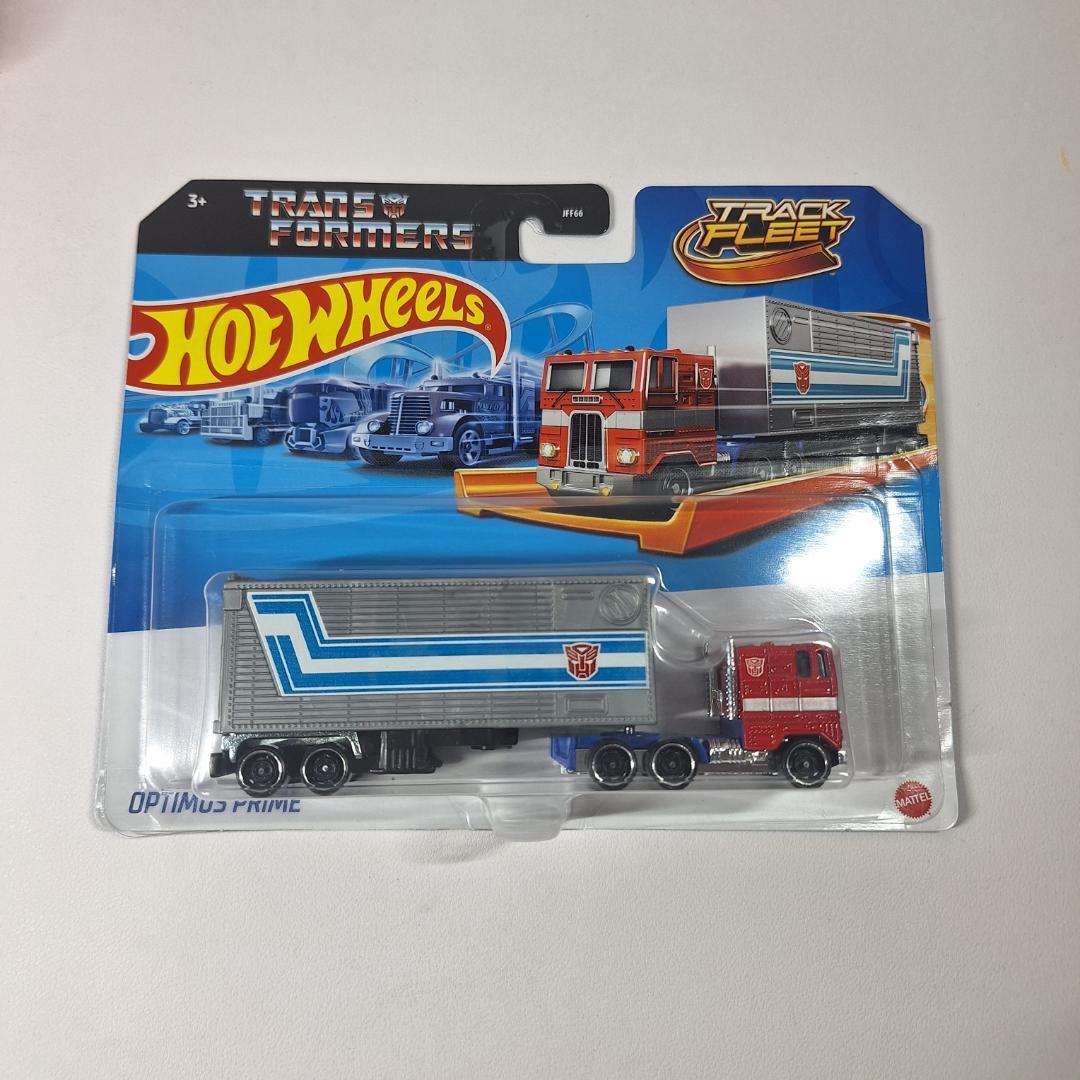 3+
TRANS
FORMERS
JFF66
TRACK
FLEET
HOT WHEELS
OPTIMUS PRIME
MATTEL